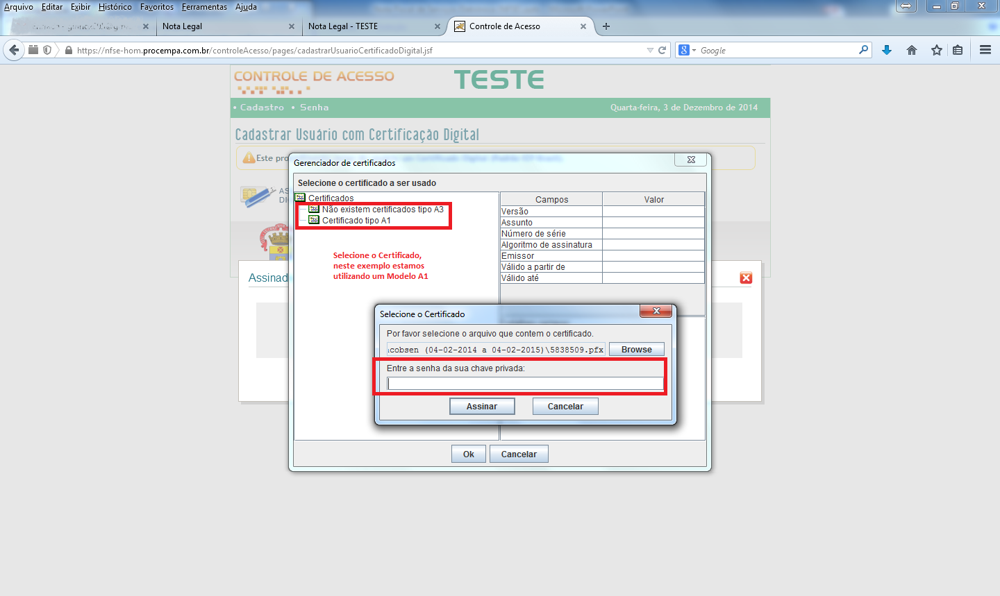 Arquivo Editar Exibir Histórico Favoritos Ferramentas Ajuda
Nota Legal
Nota Legal - TESTE
Controle de Acesso
https://nfse-hom.procempa.com.br/controleAcesso/pages/cadastrarUsuarioCertificadoDigital.jsf
Google
CONTROLE DE ACESSO
TESTE
• Cadastro • Senha
Quarta-feira, 3 de Dezembro de 2014
Cadastrar Usuário com Certificação Digital
Este pro
Gerenciador de certificados
Selecione o certificado a ser usado
Certificados
Não existem certificados tipo A3
Certificado tipo A1
Campos Valor
Versão
Assunto
Número de série
Algoritmo de assinatura
Emissor
Válido a partir de
Válido até
Selecione o Certificado,
neste exemplo estamos
utilizando um Modelo A1
AS
DI
Assinad
Selecione o Certificado
Por favor selecione o arquivo que contem o certificado.
cobsen (04-02-2014 a 04-02-2015)\5838509.pfx
Browse
Entre a senha da sua chave privada:
Assinar
Cancelar
Ok
Cancelar